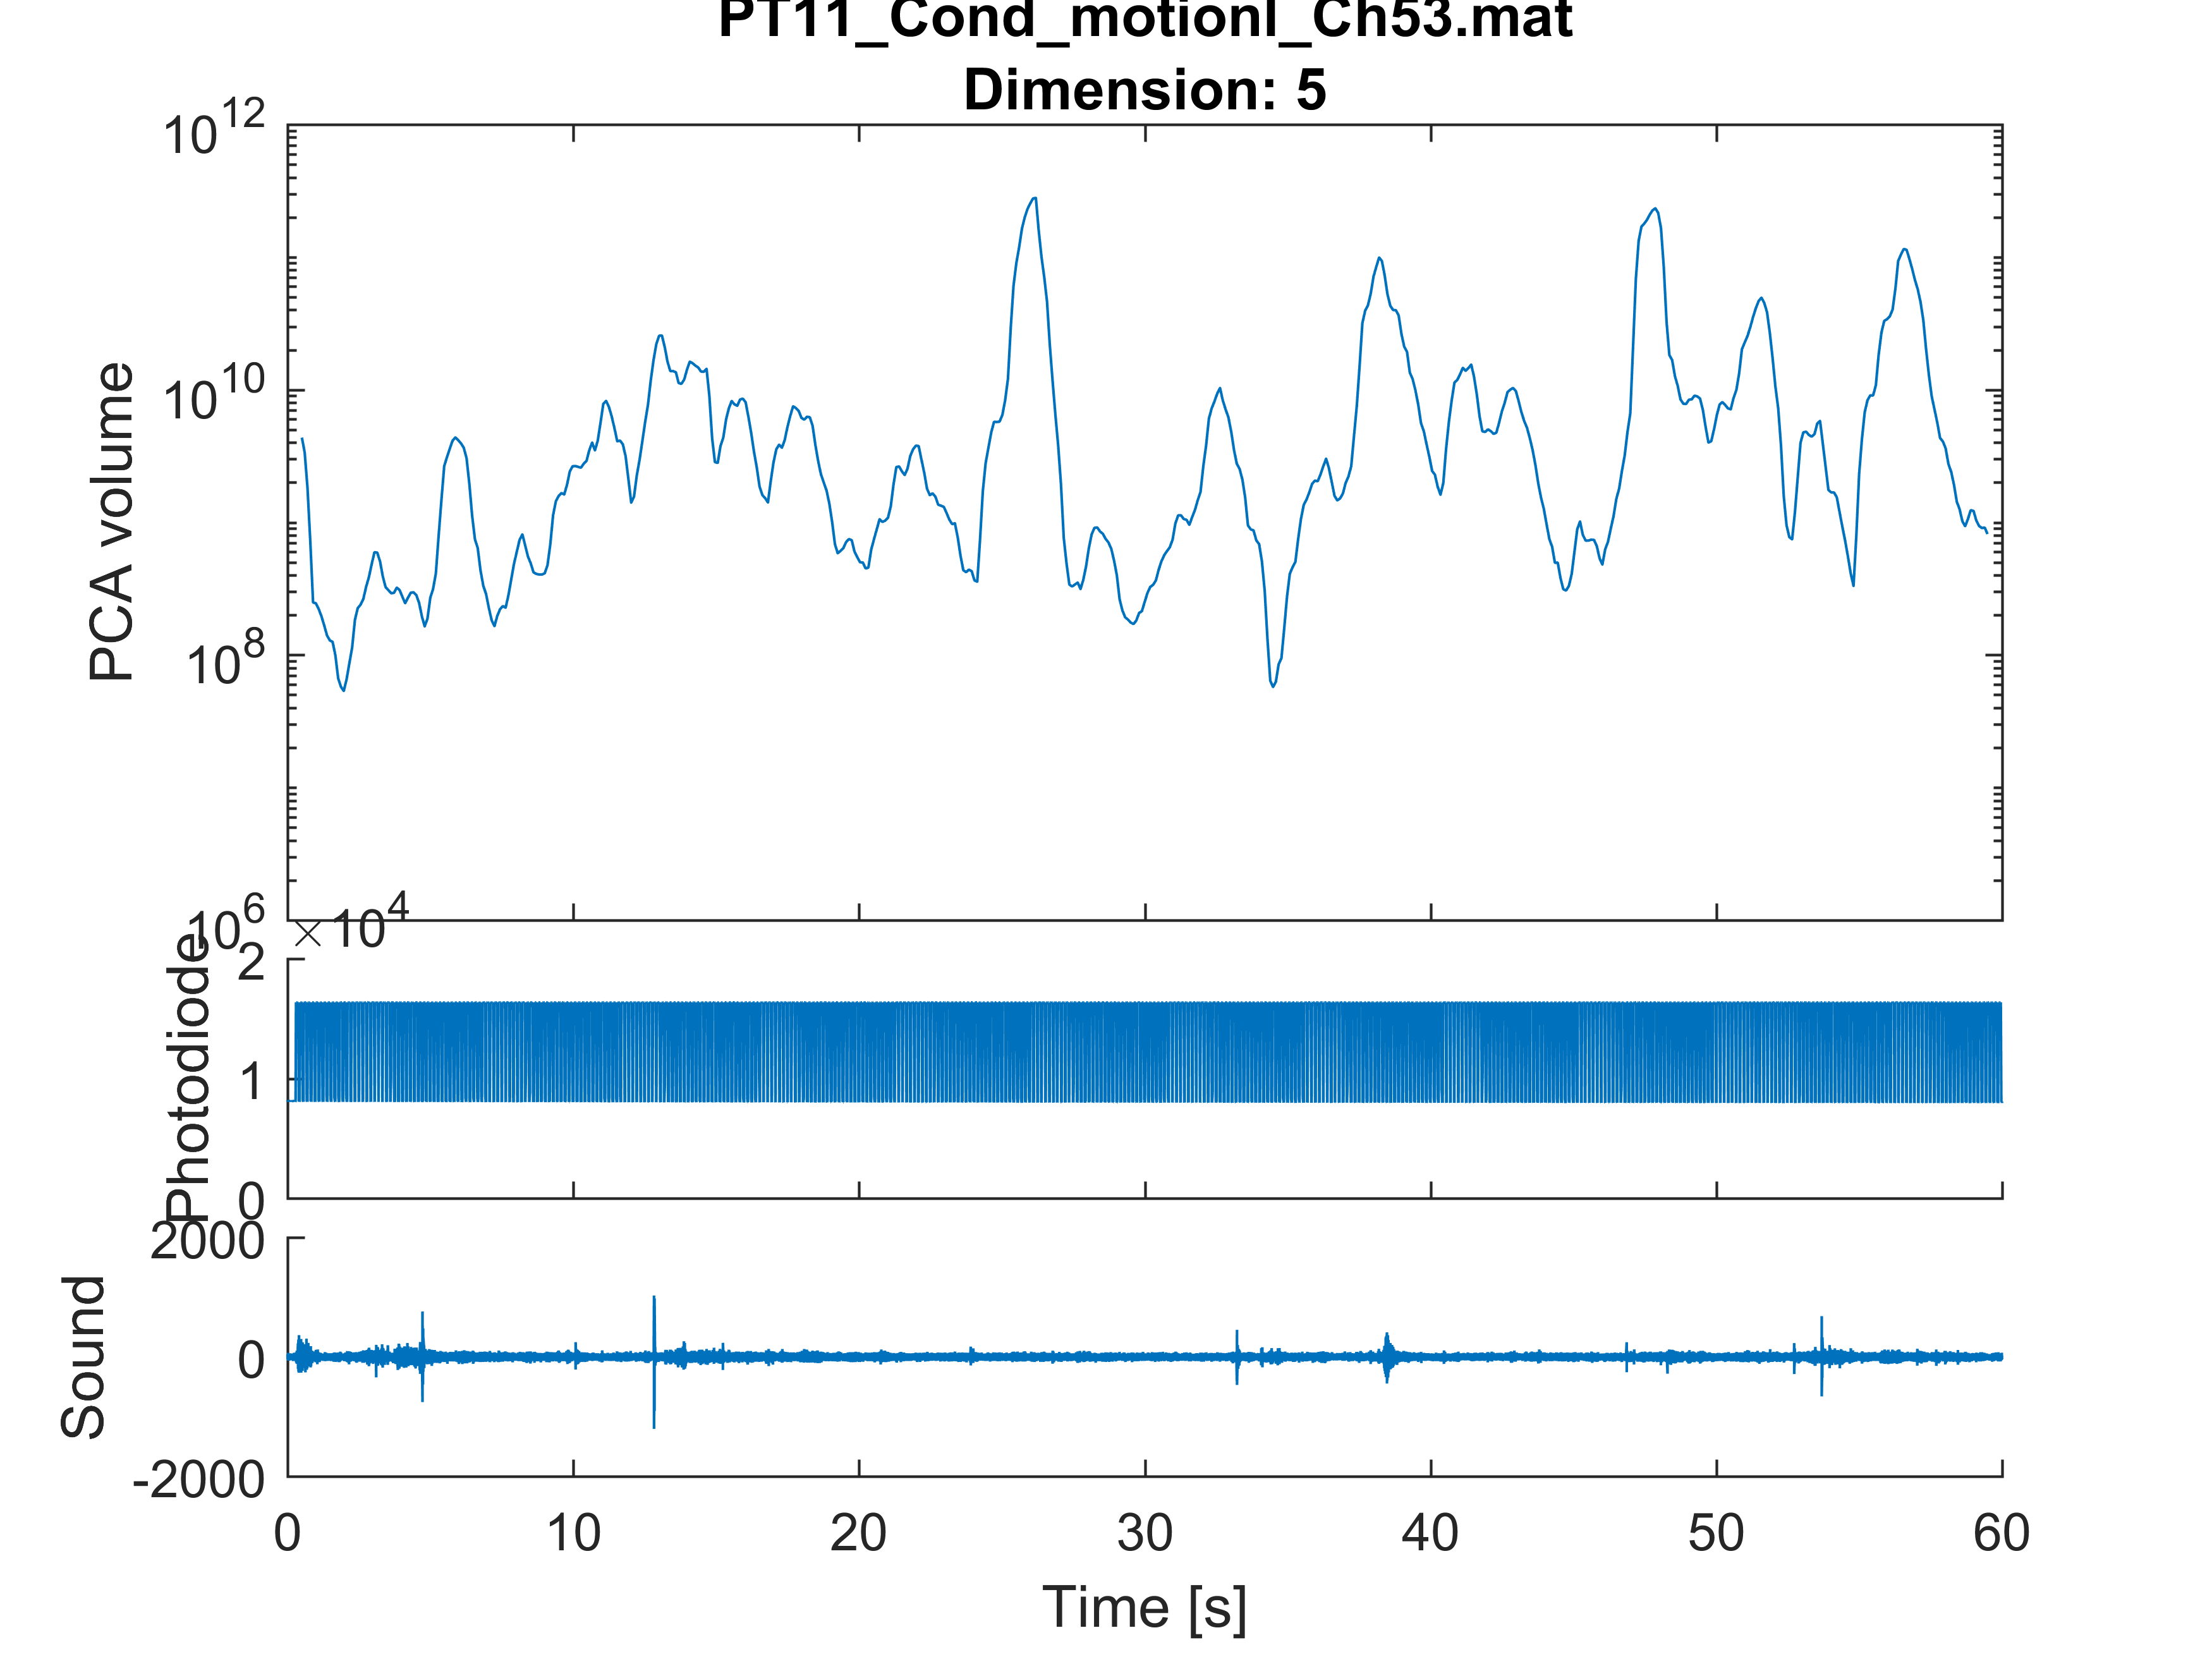 PT11_Cond_motionI_Ch53.mat
Dimension: 5
10^12
10^10
10^8
10^6
PCA volume
× 10^4
2
1
0
Photodiode
2000
0
-2000
Sound
0 10 20 30 40 50 60
Time [s]